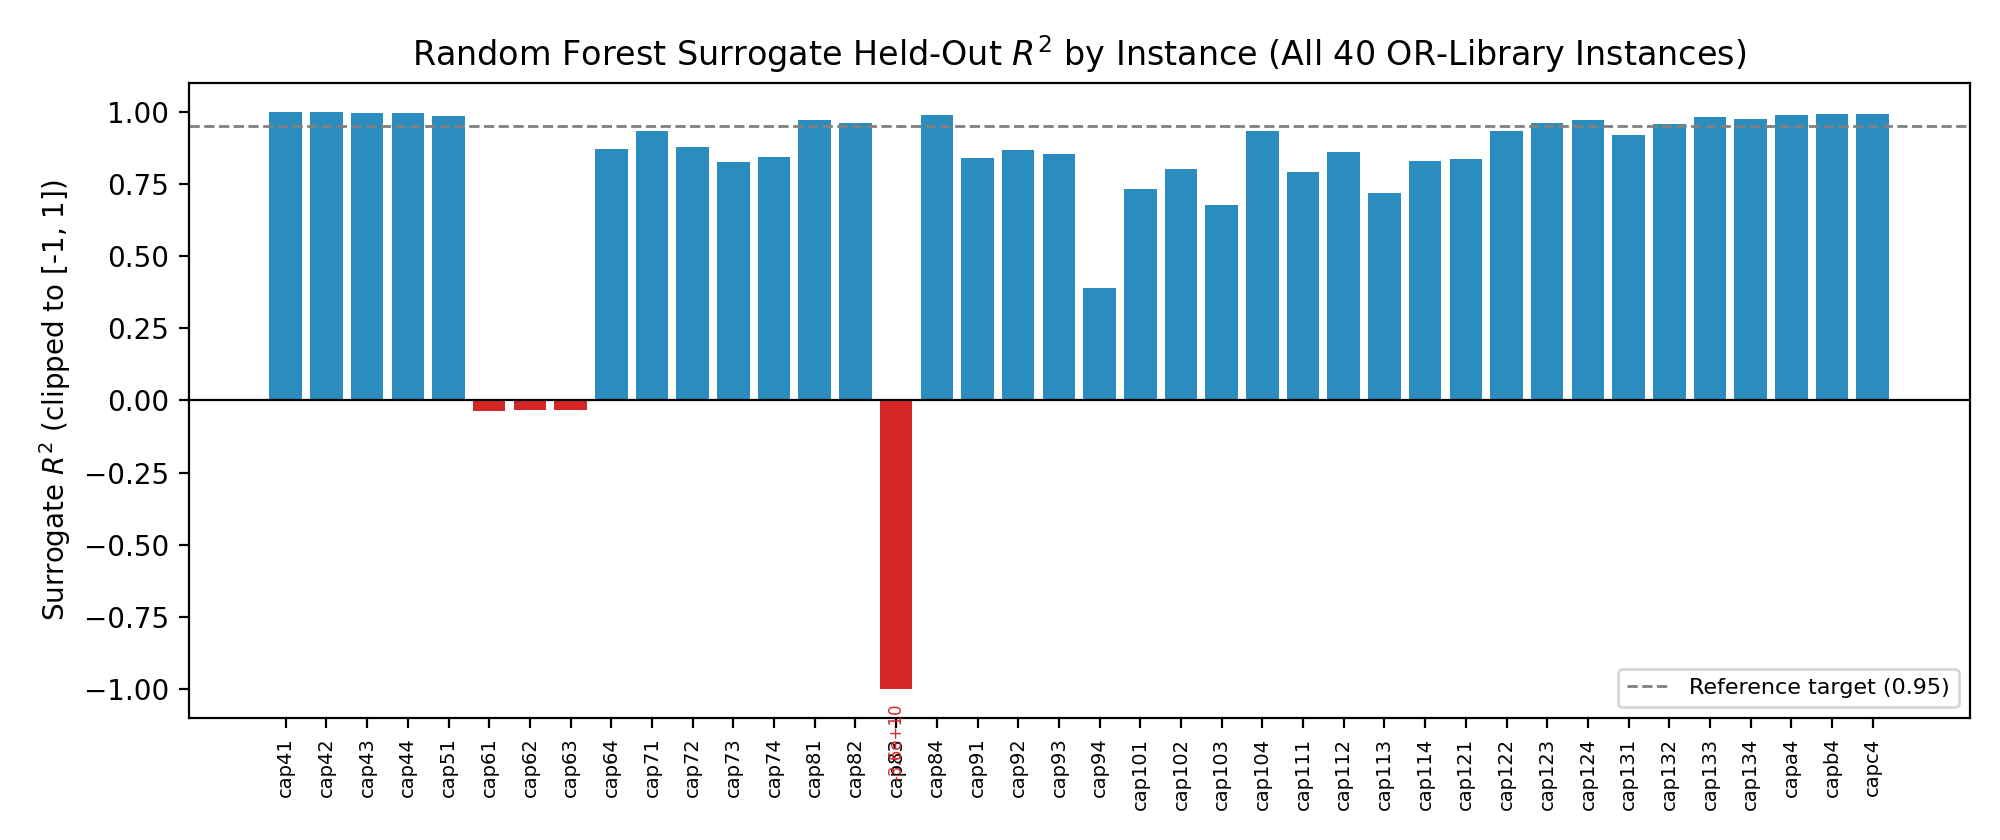 Random Forest Surrogate Held-Out R² by Instance (All 40 OR-Library Instances)
Surrogate R² (clipped to [-1, 1])
1.00
0.75
0.50
0.25
0.00
−0.25
−0.50
−0.75
−1.00
Reference target (0.95)
cap41
cap42
cap43
cap44
cap51
cap61
cap62
cap63
cap64
cap71
cap72
cap73
cap74
cap81
cap82
cap83
cap84
cap91
cap92
cap93
cap94
cap101
cap102
cap103
cap104
cap111
cap112
cap113
cap114
cap121
cap122
cap123
cap124
cap131
cap132
cap133
cap134
capa4
capb4
capc4